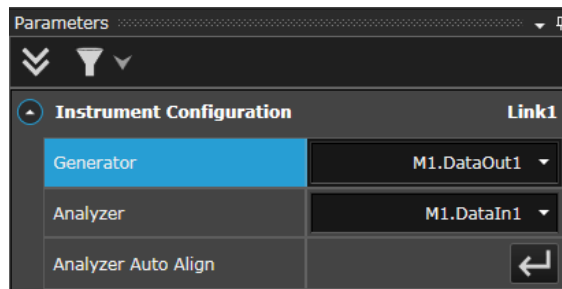 Parameters
Instrument Configuration Link1
Generator M1.DataOut1
Analyzer M1.DataIn1
Analyzer Auto Align